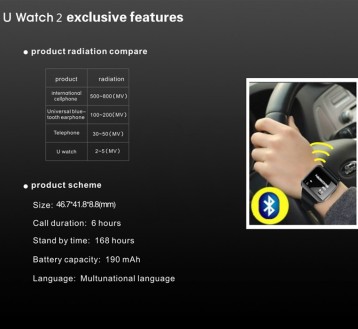 U Watch 2 exclusive features
product radiation compare
product radiation
international cellphone 500-800(MV)
Universal blue-tooth earphone 100-200(MV)
Telephone 30-50(MV)
U watch 2-5(MV)
product scheme
Size: 46.7*41.8*8.8(mm)
Call duration: 6 hours
Stand by time: 168 hours
Battery capacity: 190 mAh
Language: Multunational language